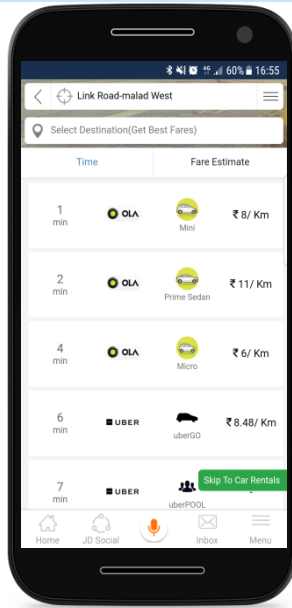 4G 60% 16:55
Link Road-malad West
Select Destination(Get Best Fares)
Time Fare Estimate
1 min OLA Mini ₹ 8/ Km
2 min OLA Prime Sedan ₹ 11/ Km
4 min OLA Micro ₹ 6/ Km
6 min UBER uberGO ₹ 8.48/ Km
7 min UBER uberPOOL
Skip To Car Rentals
Home JD Social Inbox Menu